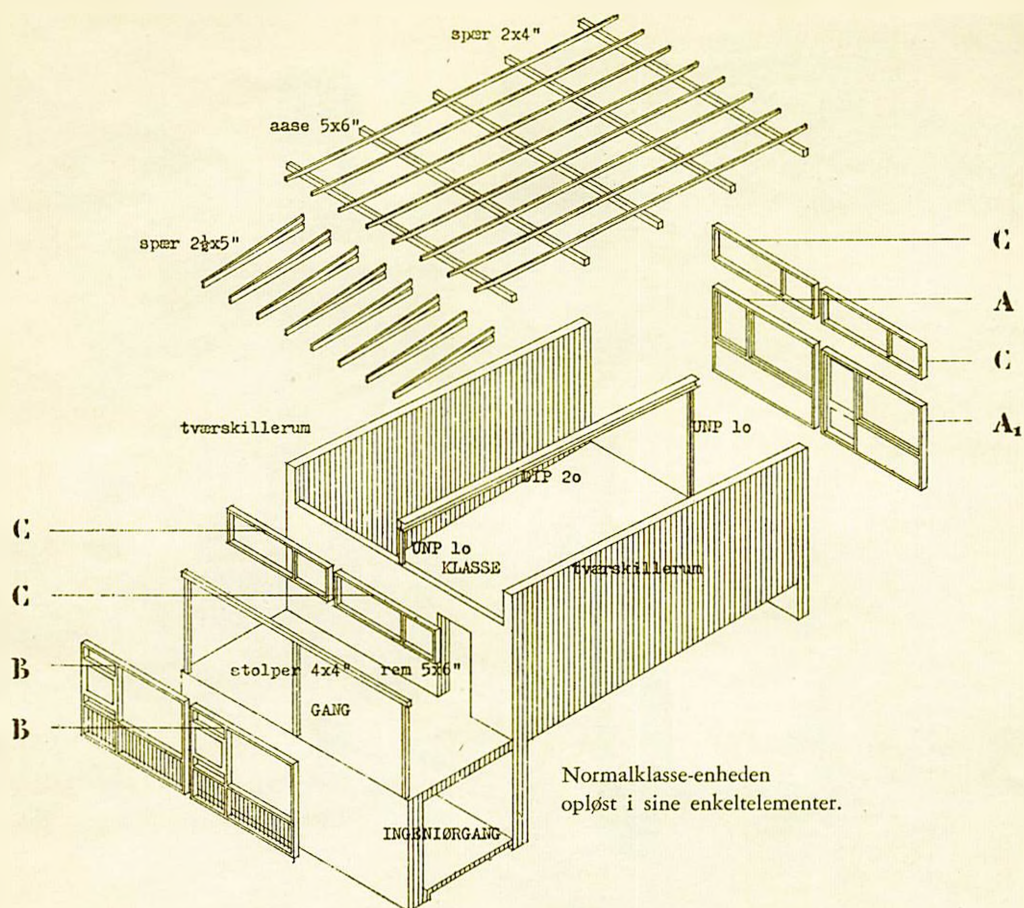 spær 2x4"
aase 5x6"
spær 2½x5"
C
A
C
A₁
tværskillerum
UNP 1o
DIP 2o
UNP 1o
KLASSE
tværskillerum
C
C
B
B
stolper 4x4"
rem 5x6"
GANG
INGENIØRGANG
Normalklasse-enheden
opløst i sine enkeltelementer.